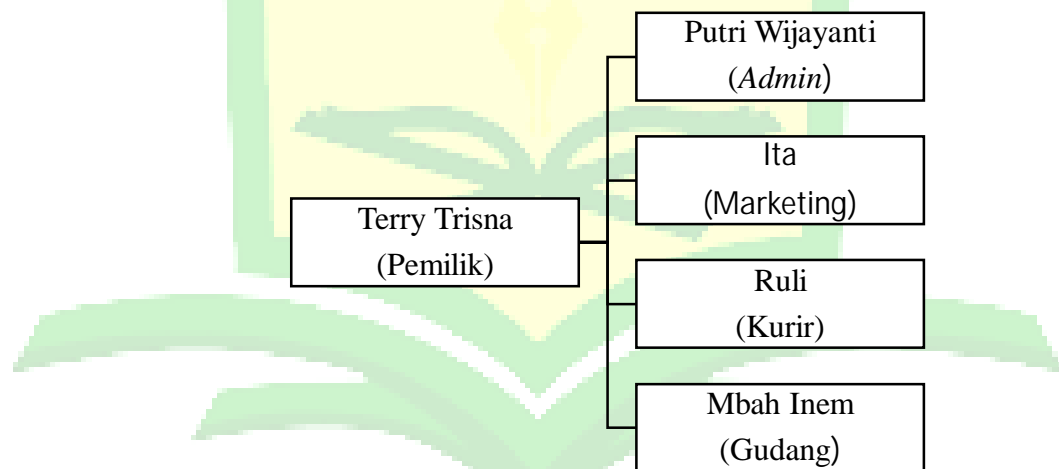 Putri Wijayanti
(Admin)
Ita
(Marketing)
Terry Trisna
(Pemilik)
Ruli
(Kurir)
Mbah Inem
(Gudang)